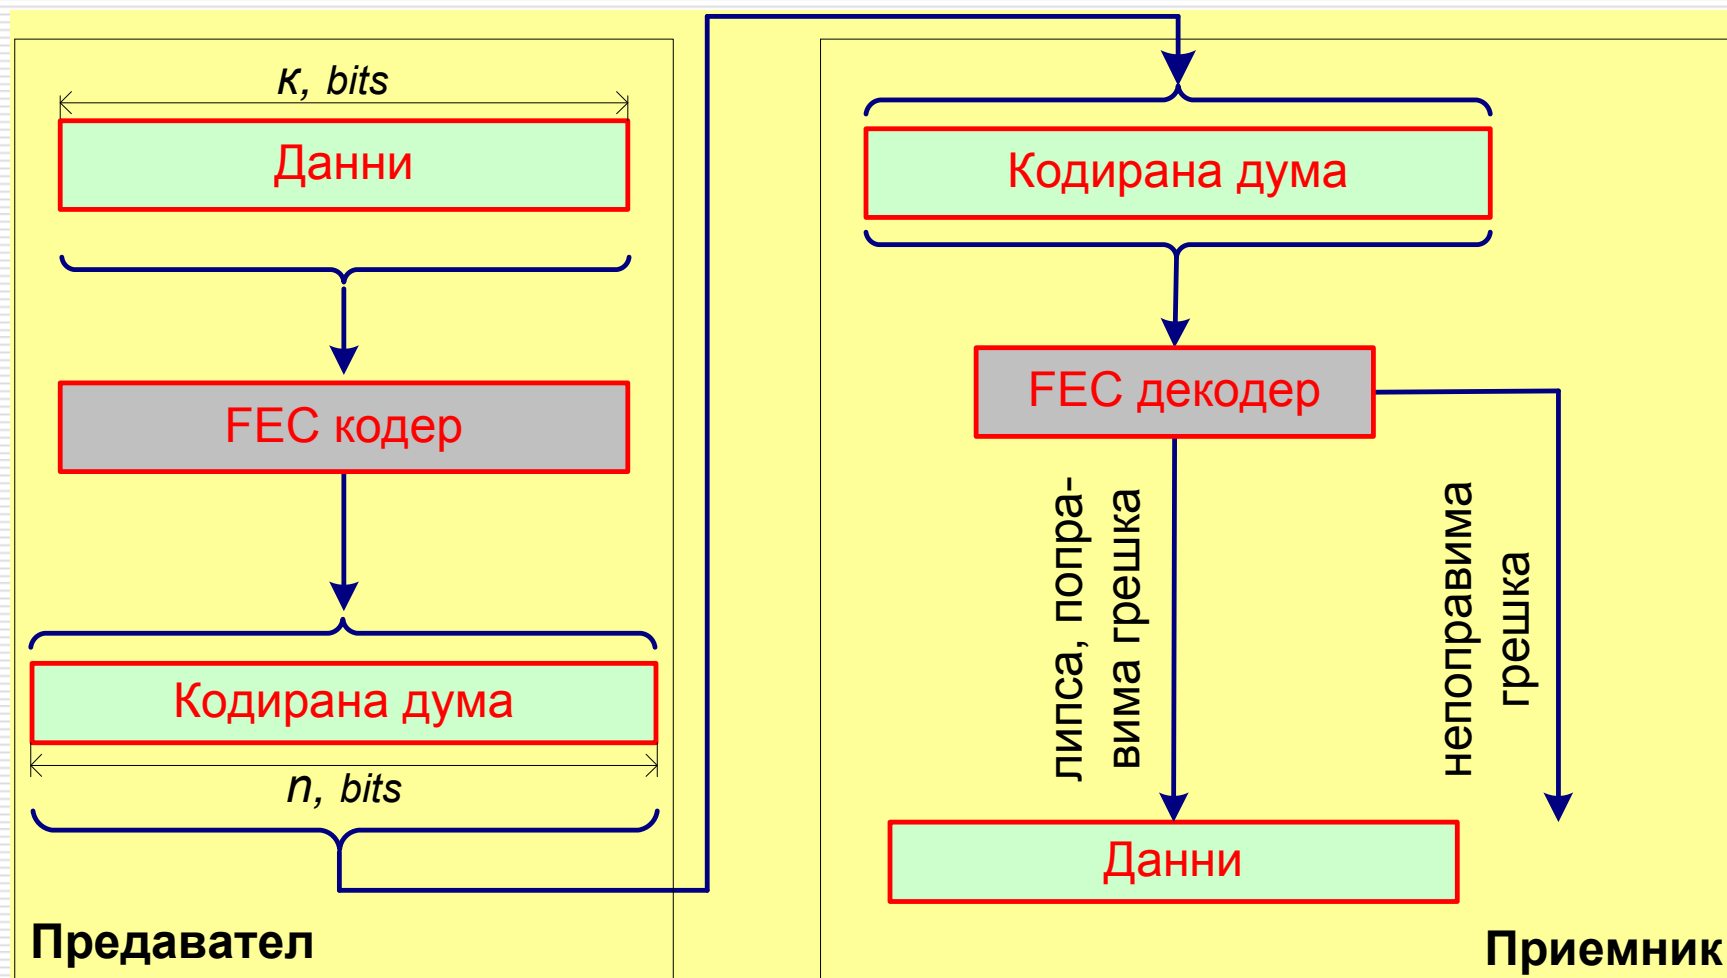 к, bits
Данни
FEC кодер
Кодирана дума
n, bits
Предавател
Кодирана дума
FEC декодер
липса, попра-
вима грешка
непоправима
грешка
Данни
Приемник